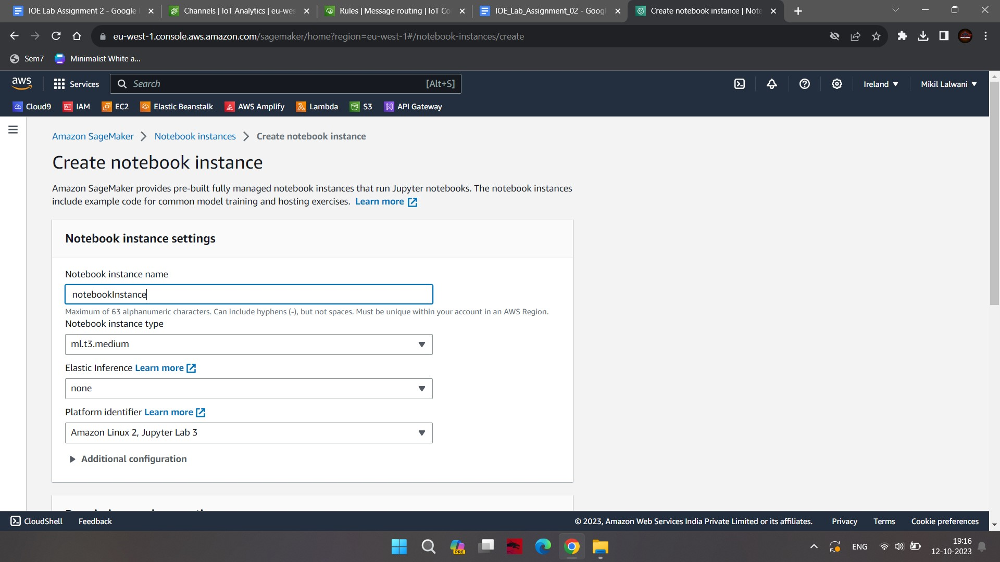 IOE Lab Assignment 2 - Google
Channels | IoT Analytics | eu-wes
Rules | Message routing | IoT Co
IOE_Lab_Assignment_02 - Googl
Create notebook instance | Note
eu-west-1.console.aws.amazon.com/sagemaker/home?region=eu-west-1#/notebook-instances/create
Sem7
Minimalist White a...
aws
Services
Search
[Alt+S]
Ireland
Mikil Lalwani
Cloud9
IAM
EC2
Elastic Beanstalk
AWS Amplify
Lambda
S3
API Gateway
Amazon SageMaker
Notebook instances
Create notebook instance
Create notebook instance
Amazon SageMaker provides pre-built fully managed notebook instances that run Jupyter notebooks. The notebook instances
include example code for common model training and hosting exercises. Learn more
Notebook instance settings
Notebook instance name
notebookInstance
Maximum of 63 alphanumeric characters. Can include hyphens (-), but not spaces. Must be unique within your account in an AWS Region.
Notebook instance type
ml.t3.medium
Elastic Inference Learn more
none
Platform identifier Learn more
Amazon Linux 2, Jupyter Lab 3
Additional configuration
CloudShell
Feedback
© 2023, Amazon Web Services India Private Limited or its affiliates.
Privacy
Terms
Cookie preferences
PRE
ENG
19:16
12-10-2023